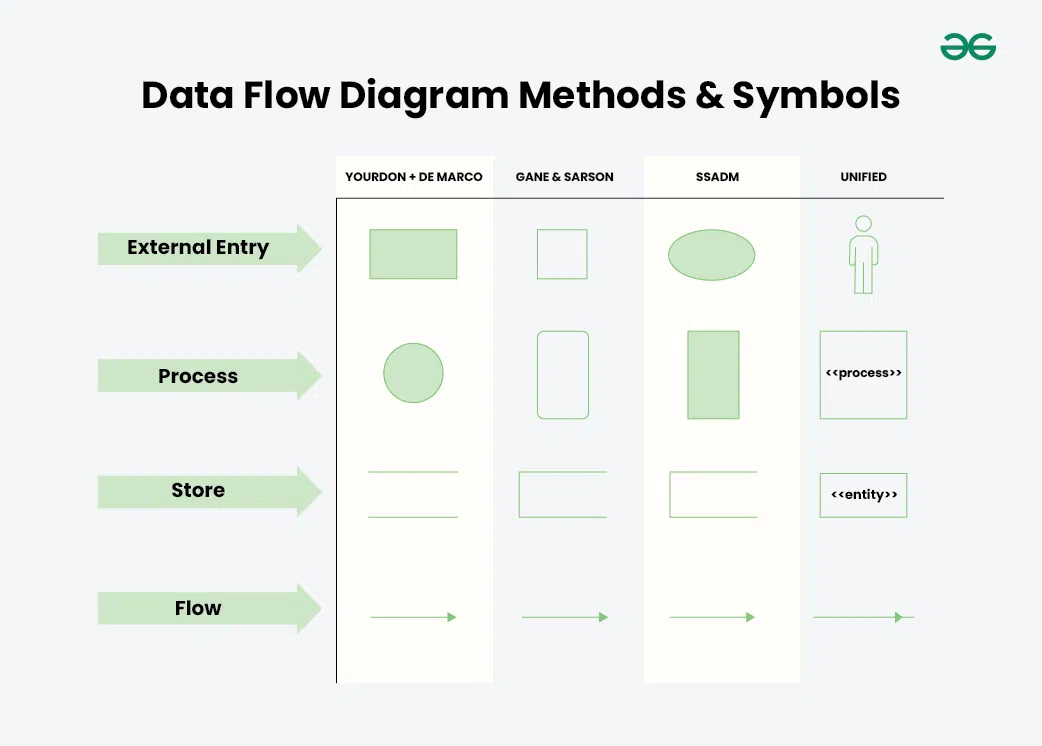 Data Flow Diagram Methods & Symbols
YOURDON + DE MARCO GANE & SARSON SSADM UNIFIED
External Entry
Process
<<process>>
Store
<<entity>>
Flow